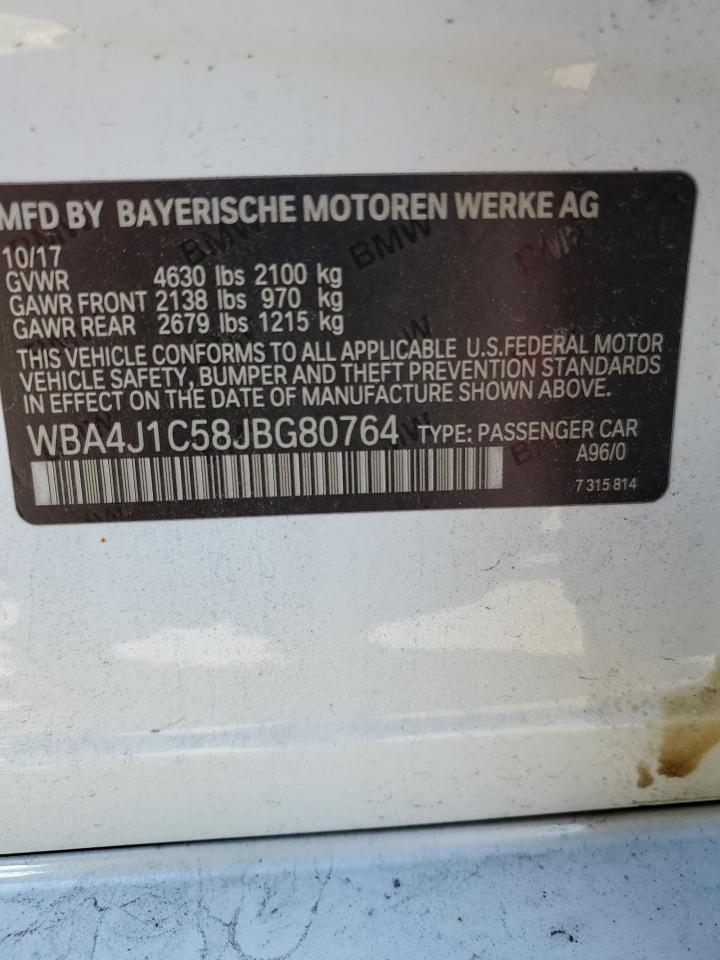 MFD BY BAYERISCHE MOTOREN WERKE AG
10/17
GVWR 4630 lbs 2100 kg
GAWR FRONT 2138 lbs 970 kg
GAWR REAR 2679 lbs 1215 kg
THIS VEHICLE CONFORMS TO ALL APPLICABLE U.S.FEDERAL MOTOR
VEHICLE SAFETY, BUMPER AND THEFT PREVENTION STANDARDS
IN EFFECT ON THE DATE OF MANUFACTURE SHOWN ABOVE.
WBA4J1C58JBG80764 TYPE: PASSENGER CAR
A96/0
7 315 814
BMW
BMW
BMW